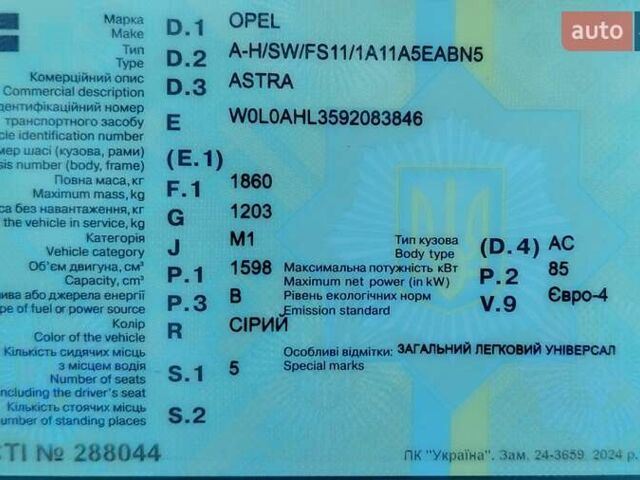 Марка D.1 OPEL
Make
Тип D.2 A-H/SW/FS11/1A11A5EABN5
Type
Комерційний опис D.3 ASTRA
Commercial description
дентифікаційний номер
транспортного засобу E W0L0AHL3592083846
cle identification number
мер шасі (кузова, рами) (E.1)
sis number (body, frame)
Повна маса, кг F.1 1860
Maximum mass, kg
са без навантаження, кг G 1203
the vehicle in service, kg
Категорія J M1 Тип кузова (D.4) AC
Vehicle category Body type
Об'єм двигуна, см³ P.1 1598 Максимальна потужність кВт P.2 85
Capacity, cm³ Maximum net power (in kW)
лива або джерела енергії P.3 B Рівень екологічних норм V.9 Євро-4
pe of fuel or power source Emission standard
Колір R СІРИЙ
Color of the vehicle
Кількість сидячих місць S.1 5 Особливі відмітки: ЗАГАЛЬНИЙ ЛЕГКОВИЙ УНІВЕРСАЛ
з місцем водія Special marks
Number of seats
including the driver's seat
Кількість стоячих місць S.2
umber of standing places
СТІ № 288044 ПК "Україна". Зам. 24-3659 2024 р.
auto